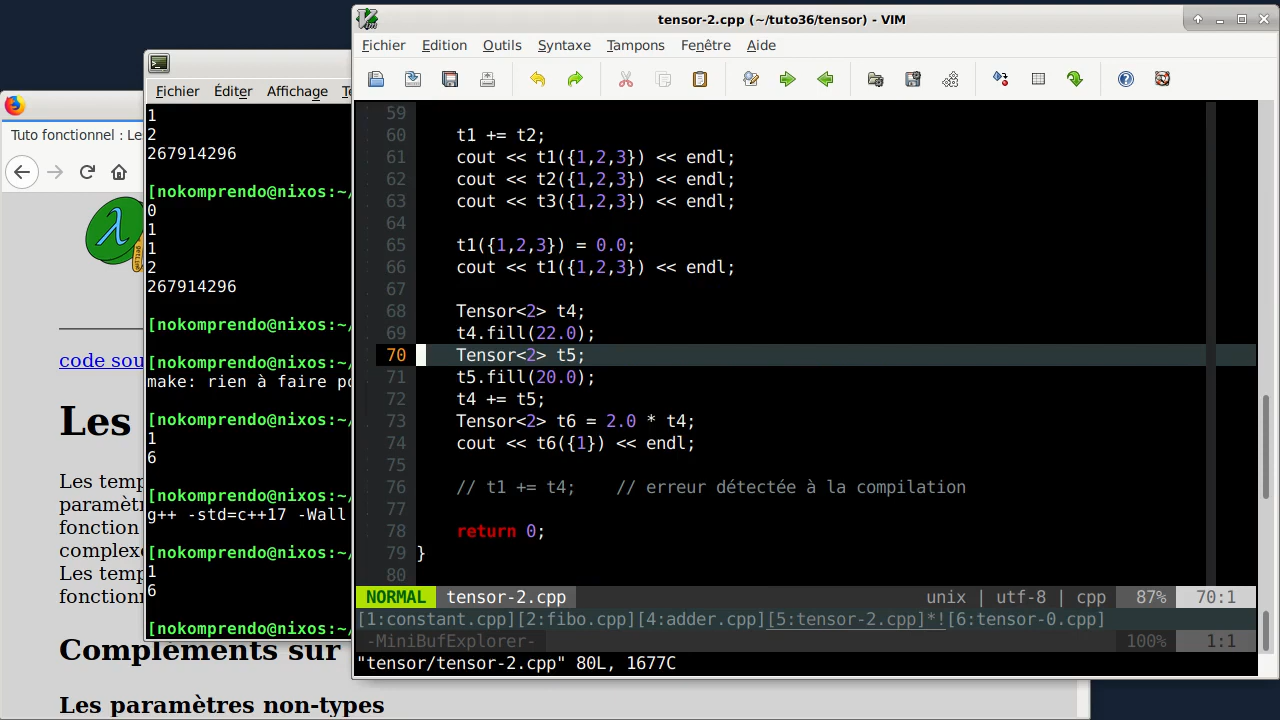 tensor-2.cpp (~/tuto36/tensor) - VIM
Fichier Edition Outils Syntaxe Tampons Fenêtre Aide
59
60 t1 += t2;
61 cout << t1({1,2,3}) << endl;
62 cout << t2({1,2,3}) << endl;
63 cout << t3({1,2,3}) << endl;
64
65 t1({1,2,3}) = 0.0;
66 cout << t1({1,2,3}) << endl;
67
68 Tensor<2> t4;
69 t4.fill(22.0);
70 Tensor<2> t5;
71 t5.fill(20.0);
72 t4 += t5;
73 Tensor<2> t6 = 2.0 * t4;
74 cout << t6({1}) << endl;
75
76 // t1 += t4;    // erreur détectée à la compilation
77
78 return 0;
79 }
80
NORMAL tensor-2.cpp unix | utf-8 | cpp 87% 70:1
[1:constant.cpp][2:fibo.cpp][4:adder.cpp][5:tensor-2.cpp]*![6:tensor-0.cpp]
-MiniBufExplorer- 100% 1:1
"tensor/tensor-2.cpp" 80L, 1677C
Fichier Éditer Affichage
1
2
267914296
[nokomprendo@nixos:~/
0
1
1
2
267914296
[nokomprendo@nixos:~/
[nokomprendo@nixos:~/
make: rien à faire po
[nokomprendo@nixos:~/
1
6
[nokomprendo@nixos:~/
g++ -std=c++17 -Wall
[nokomprendo@nixos:~/
1
6
[nokomprendo@nixos:~/
Tuto fonctionnel : Le
λ
code sou
Les
Les temp
paramètr
fonction
complexe
Les temp
fonctionn
Compléments sur
Les paramètres non-types